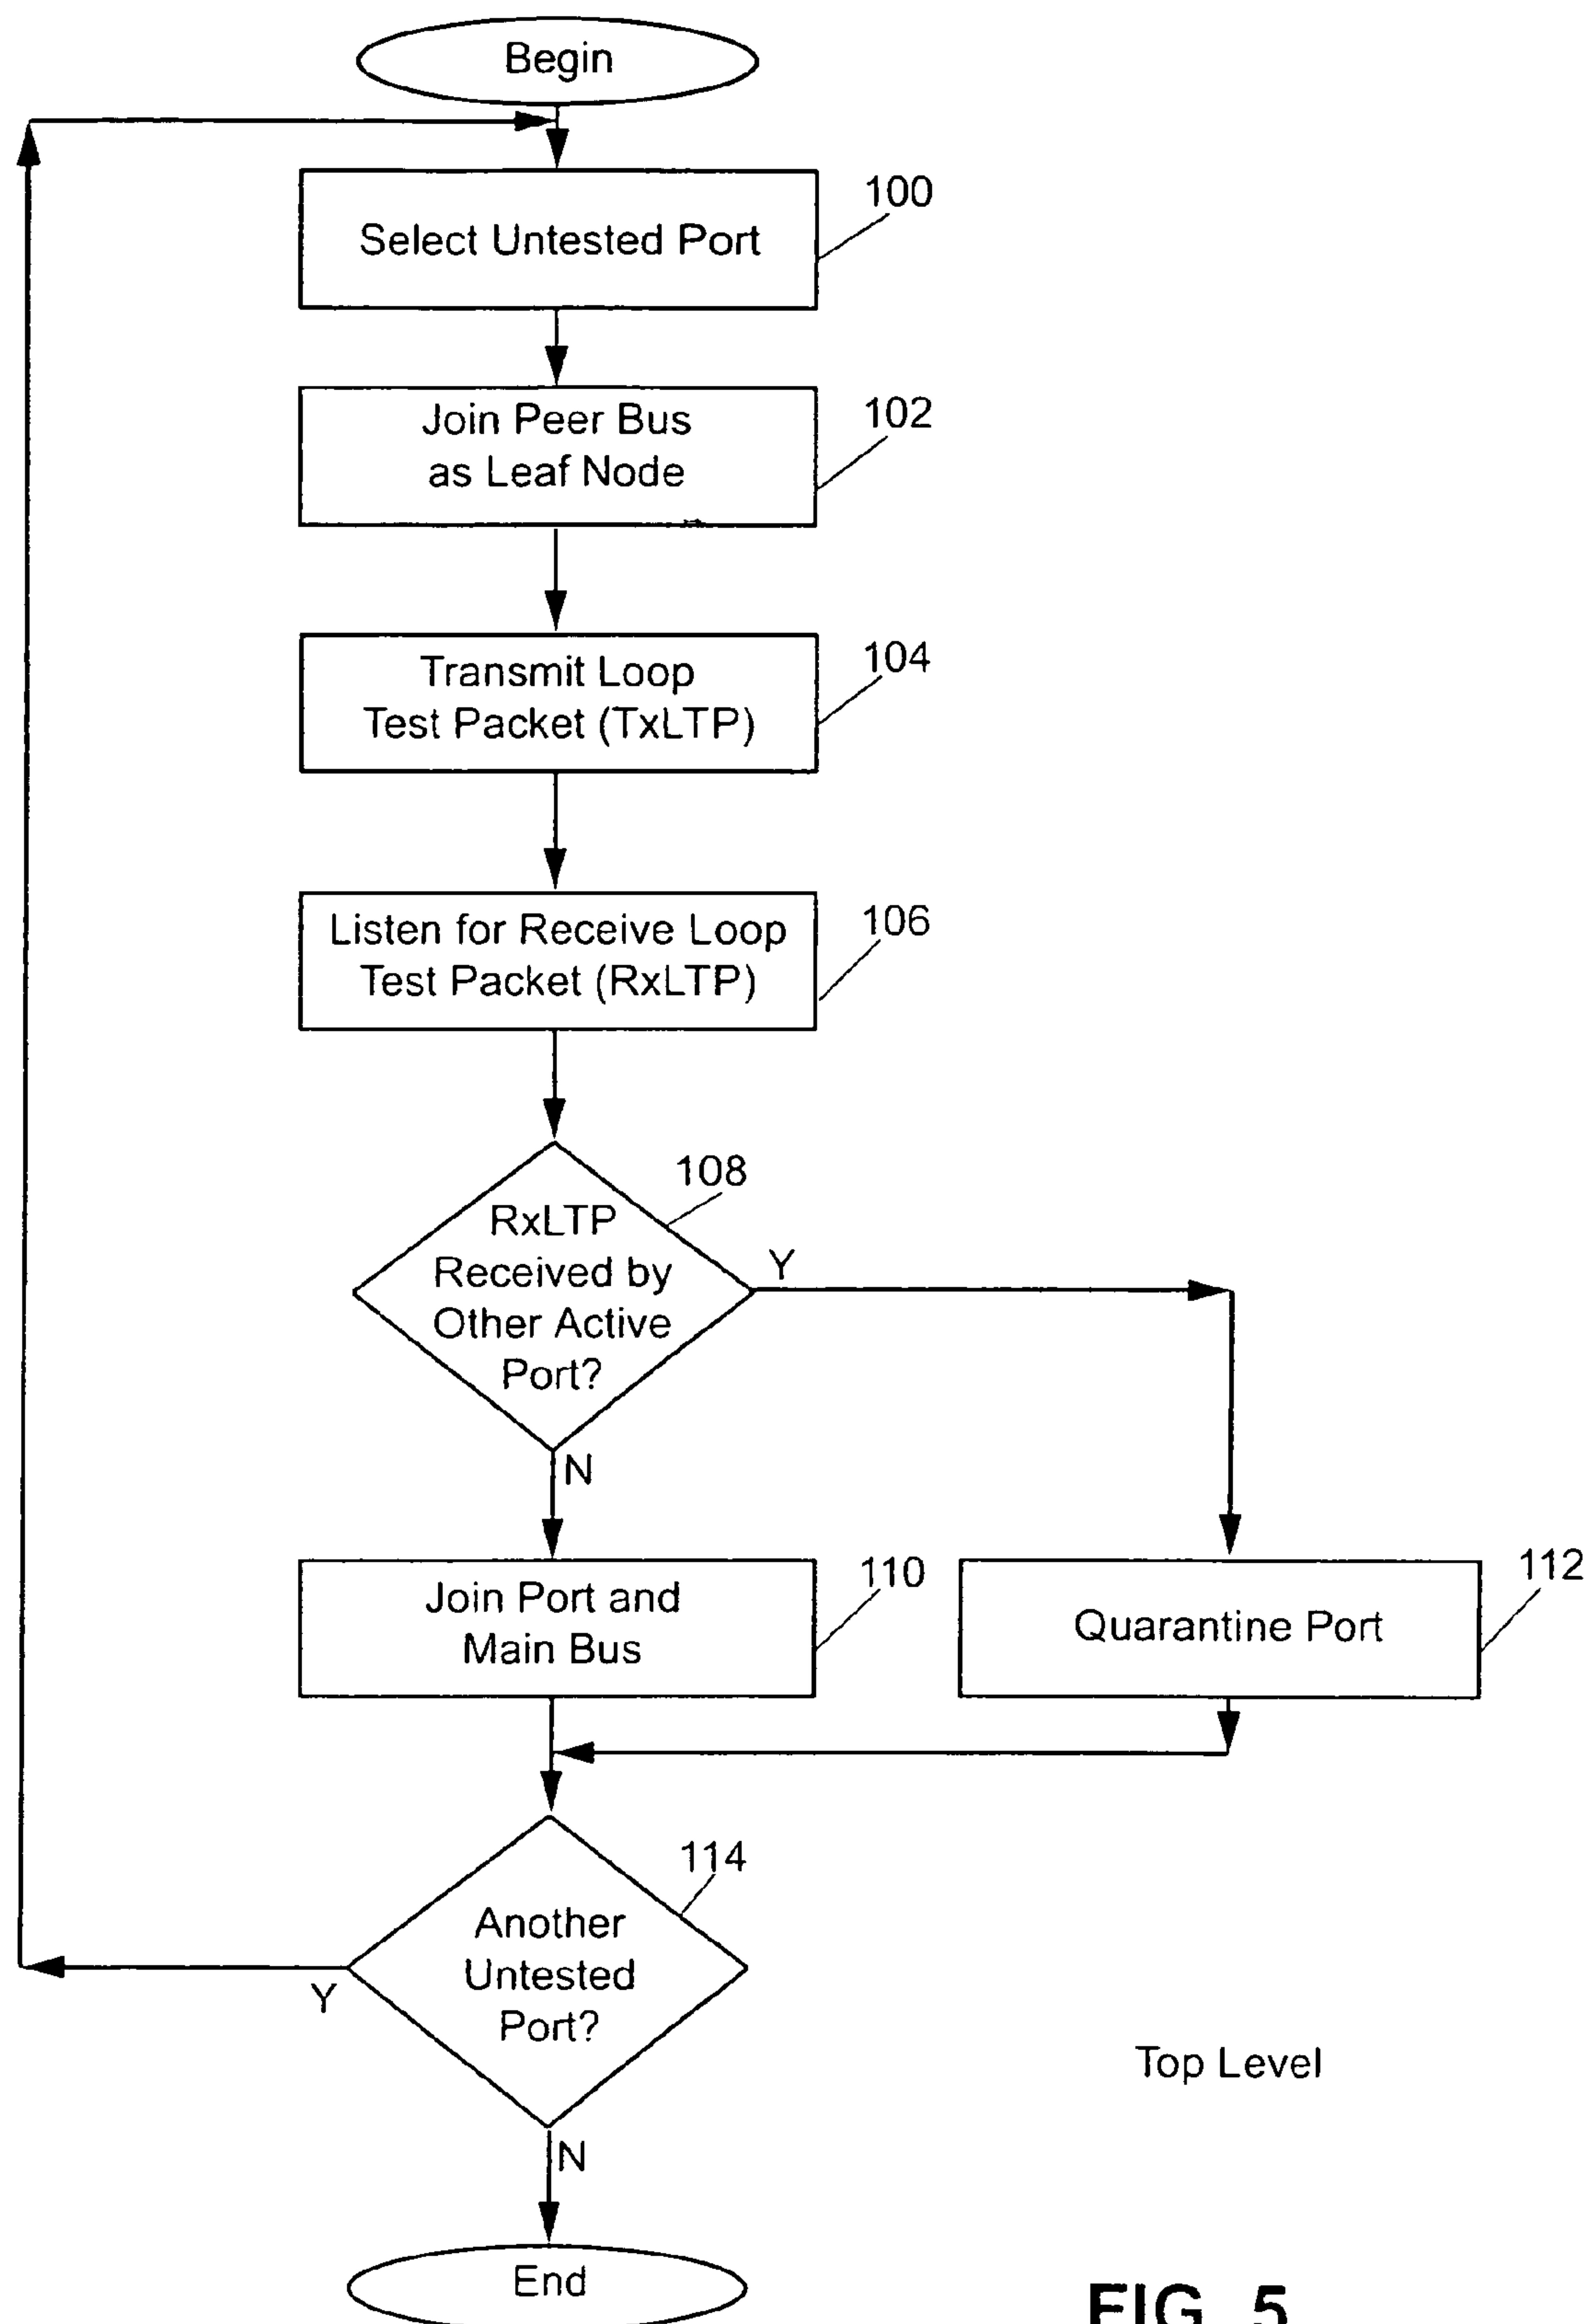 Begin
100
Select Untested Port
102
Join Peer Bus
as Leaf Node
104
Transmit Loop
Test Packet (TxLTP)
106
Listen for Receive Loop
Test Packet (RxLTP)
108
RxLTP
Received by
Other Active
Port?
Y
N
110
Join Port and
Main Bus
112
Quarantine Port
114
Another
Untested
Port?
Y
N
Top Level
End
FIG. 5